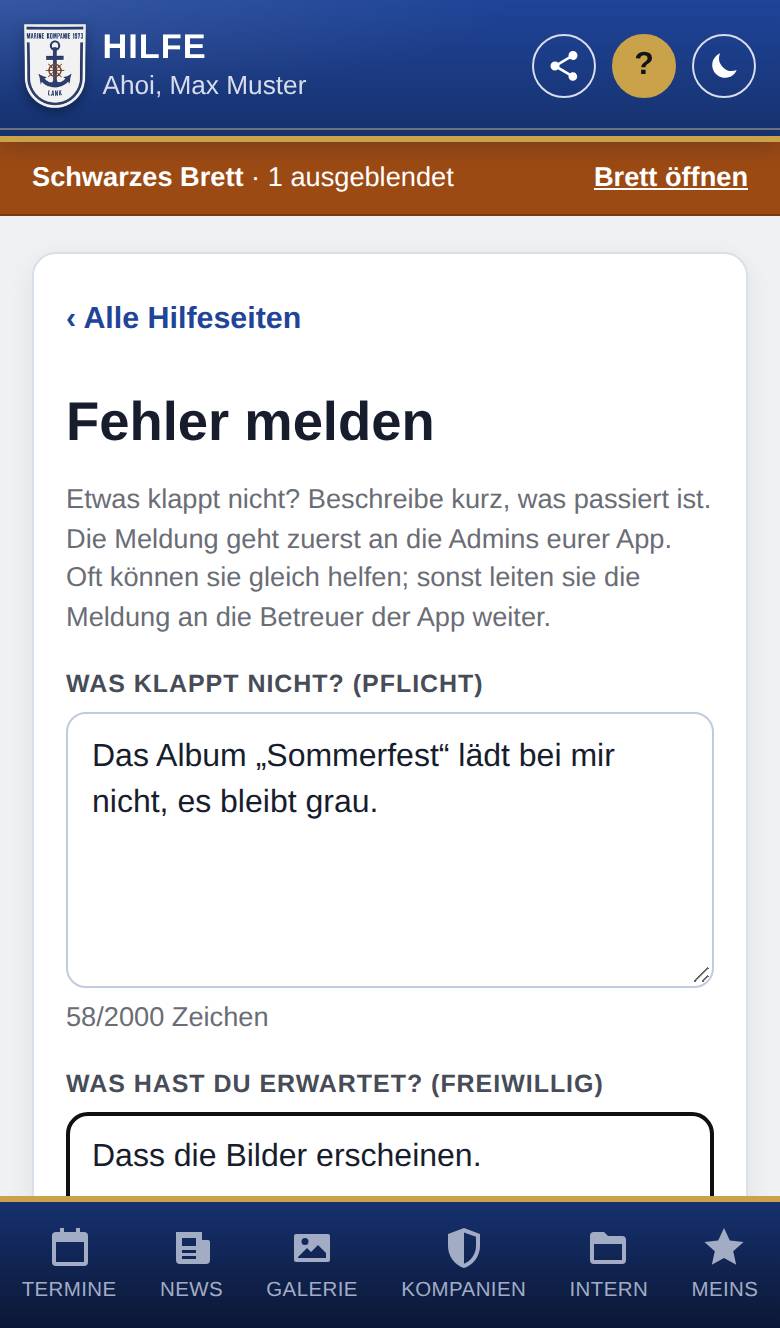 MARINE KOMPANIE 1973
LANK
HILFE
Ahoi, Max Muster
?
Schwarzes Brett · 1 ausgeblendet
Brett öffnen
‹ Alle Hilfeseiten
Fehler melden
Etwas klappt nicht? Beschreibe kurz, was passiert ist.
Die Meldung geht zuerst an die Admins eurer App.
Oft können sie gleich helfen; sonst leiten sie die
Meldung an die Betreuer der App weiter.
WAS KLAPPT NICHT? (PFLICHT)
Das Album „Sommerfest“ lädt bei mir
nicht, es bleibt grau.
58/2000 Zeichen
WAS HAST DU ERWARTET? (FREIWILLIG)
Dass die Bilder erscheinen.
TERMINE
NEWS
GALERIE
KOMPANIEN
INTERN
MEINS